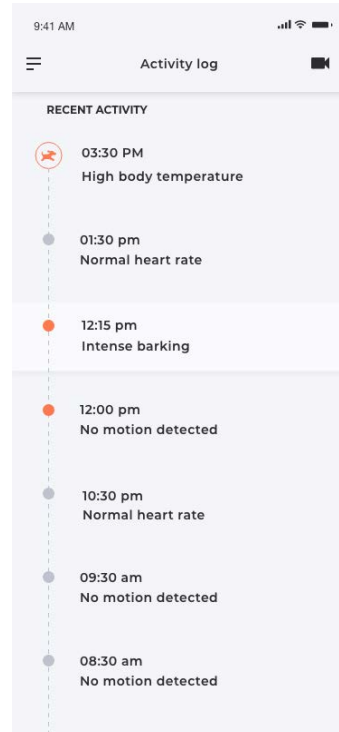 9:41 AM
Activity log
RECENT ACTIVITY
03:30 PM
High body temperature
01:30 pm
Normal heart rate
12:15 pm
Intense barking
12:00 pm
No motion detected
10:30 pm
Normal heart rate
09:30 am
No motion detected
08:30 am
No motion detected